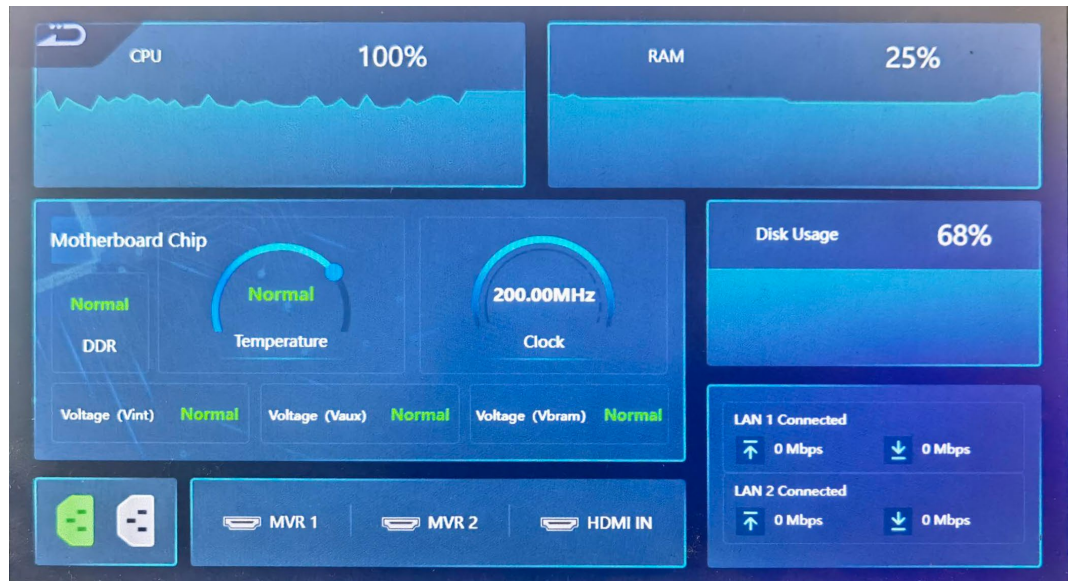 CPU 100%
RAM 25%
Motherboard Chip
Normal
DDR
Normal
Temperature
200.00MHz
Clock
Voltage (Vint) Normal
Voltage (Vaux) Normal
Voltage (Vbram) Normal
Disk Usage 68%
LAN 1 Connected
0 Mbps 0 Mbps
LAN 2 Connected
0 Mbps 0 Mbps
MVR 1
MVR 2
HDMI IN